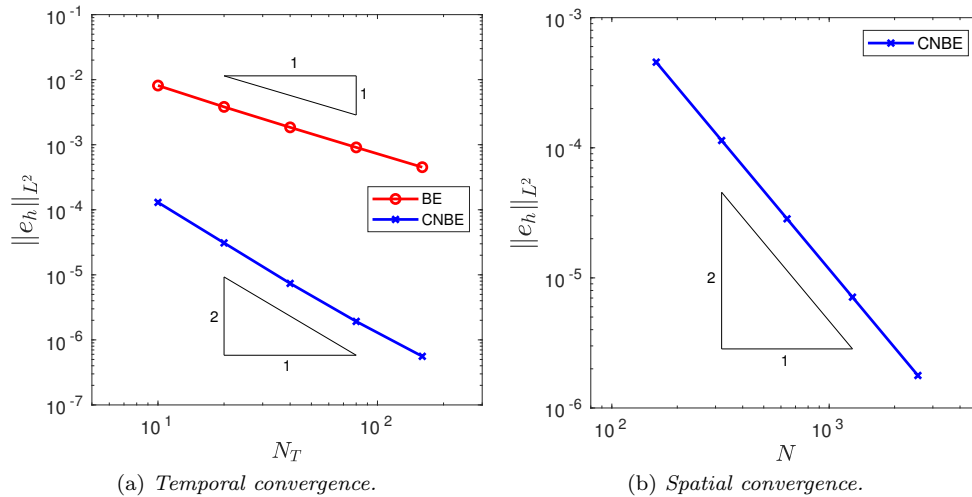 10^{-1}
10^{-2}
10^{-3}
10^{-4}
10^{-5}
10^{-6}
10^{-7}
||e_h||_{L^2}
1
1
BE
CNBE
2
1
10^1
10^2
N_T
(a) Temporal convergence.
10^{-3}
10^{-4}
10^{-5}
10^{-6}
||e_h||_{L^2}
CNBE
2
1
10^2
10^3
N
(b) Spatial convergence.